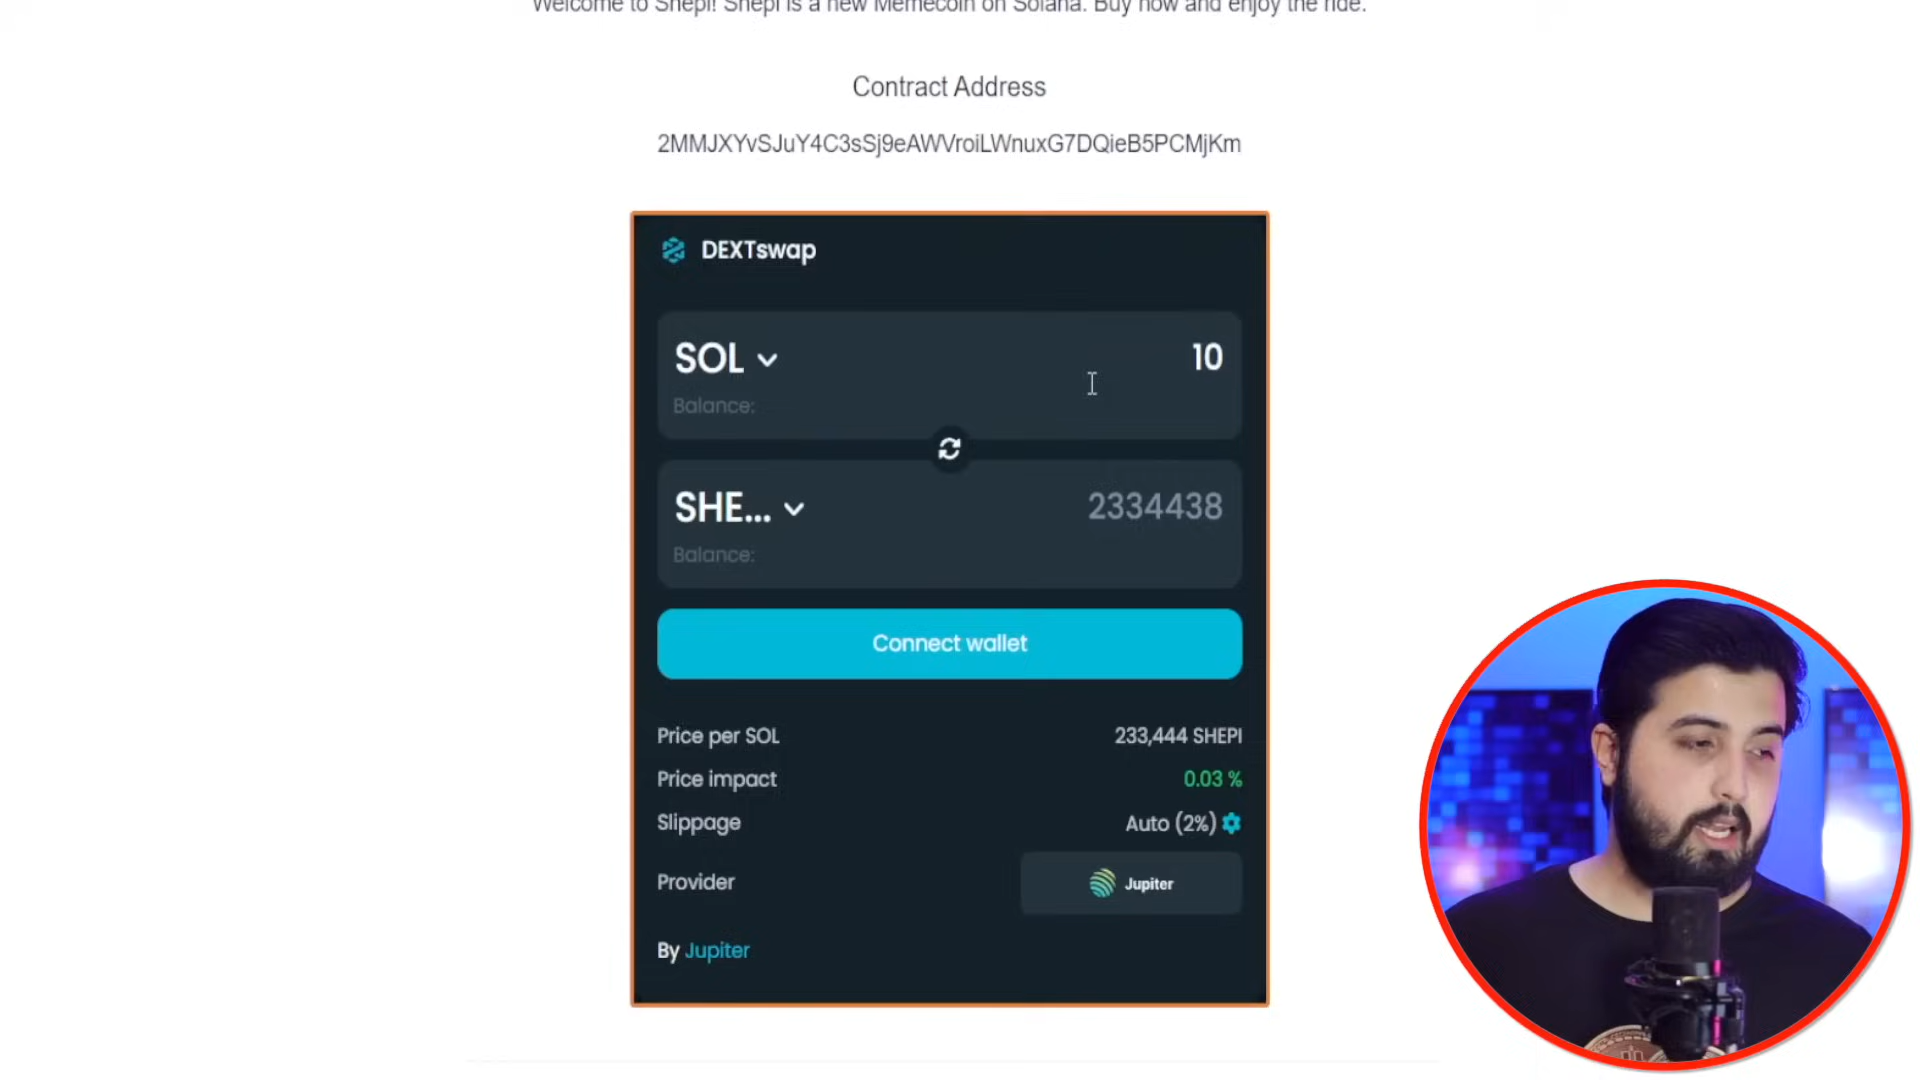 Welcome to Shepi! Shepi is a new Memecoin on Solana. Buy now and enjoy the ride.
Contract Address
2MMJXYvSJuY4C3sSj9eAWVroiLWnuxG7DQieB5PCMjKm
DEXTswap
SOL 10
Balance:
SHE... 2334438
Balance:
Connect wallet
Price per SOL 233,444 SHEPI
Price impact 0.03 %
Slippage Auto (2%)
Provider Jupiter
By Jupiter